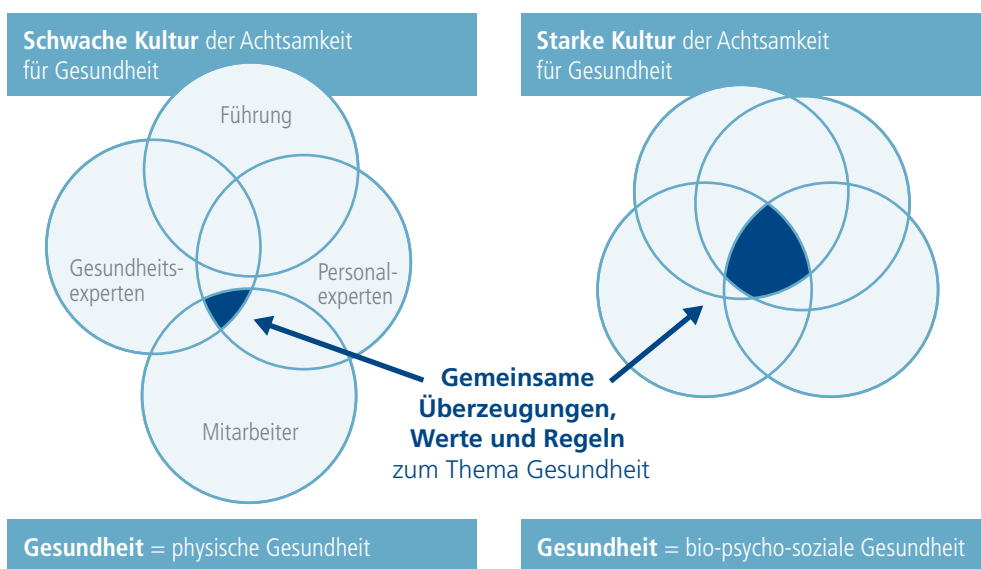 Schwache Kultur der Achtsamkeit
für Gesundheit
Starke Kultur der Achtsamkeit
für Gesundheit
Führung
Gesundheits-
experten
Personal-
experten
Mitarbeiter
Gemeinsame
Überzeugungen,
Werte und Regeln
zum Thema Gesundheit
Gesundheit = physische Gesundheit
Gesundheit = bio-psycho-soziale Gesundheit